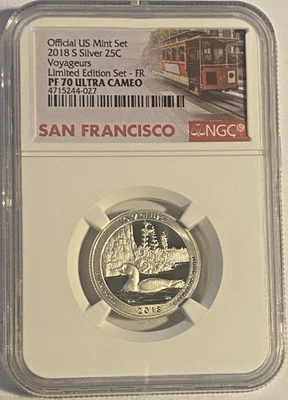 Official US Mint Set
2018 S Silver 25C
Voyageurs
Limited Edition Set - FR
PF 70 ULTRA CAMEO
4715244-027
SAN FRANCISCO
NGC
VOYAGEURS
2018